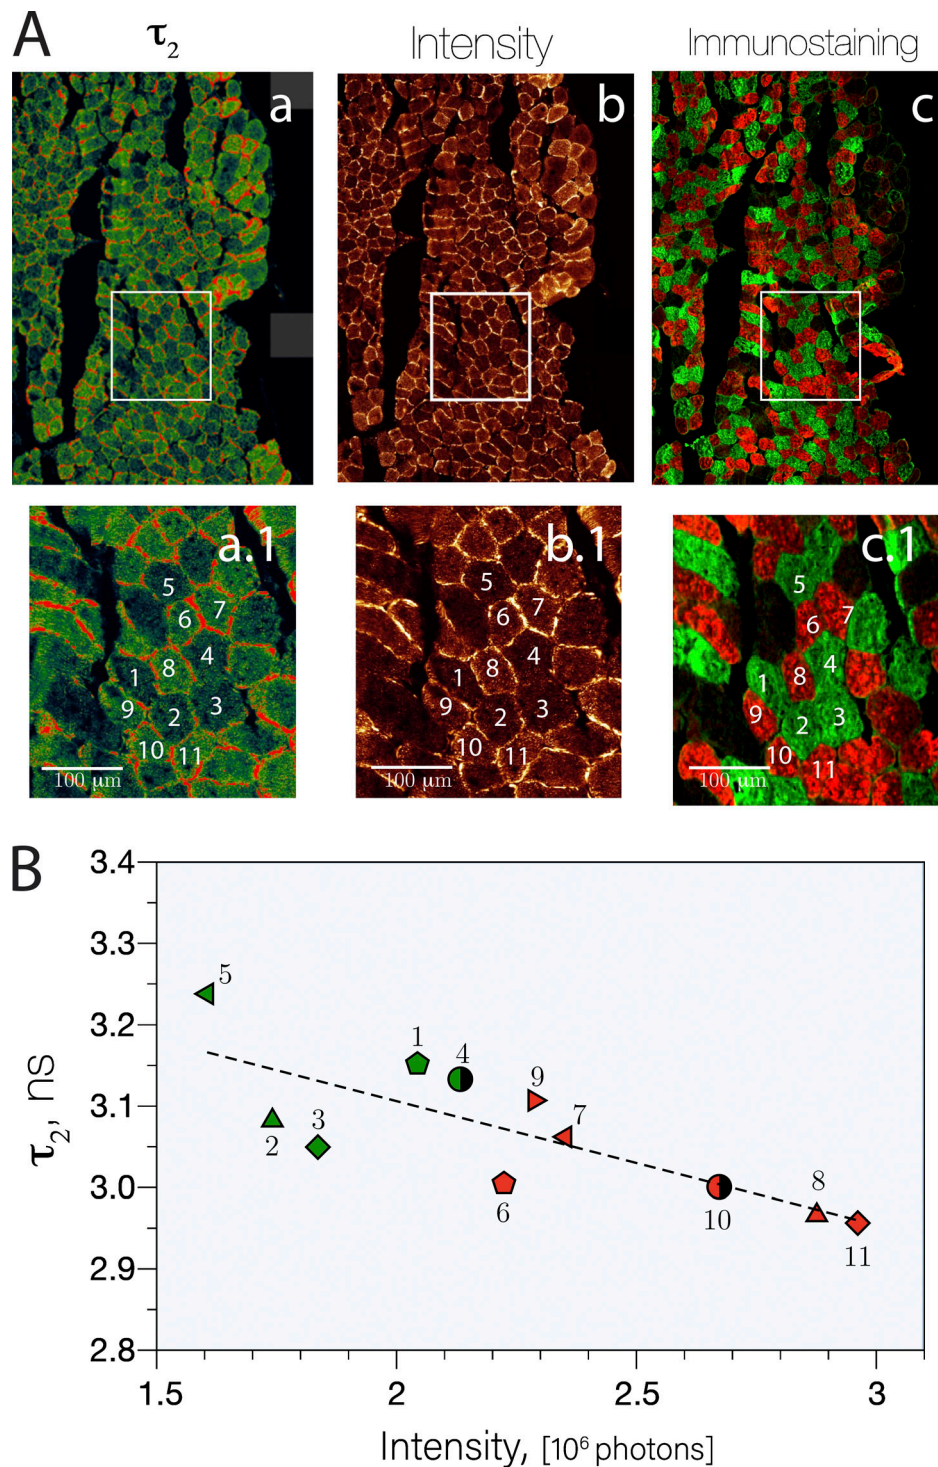 A
τ₂ Intensity Immunostaining
a b c
a.1 b.1 c.1
5 5 5
6 7 6 7 6 7
8 4 8 4 8 4
1 3 1 3 1 3
9 2 9 2 9 2
10 11 10 11 10 11
100 μm 100 μm 100 μm
B
3.4
3.3
3.2
3.1
3.0
2.9
2.8
τ₂, ns
5
1 4
9
7
2 3
6
10
8
11
1.5 2 2.5 3
Intensity, [10⁶ photons]